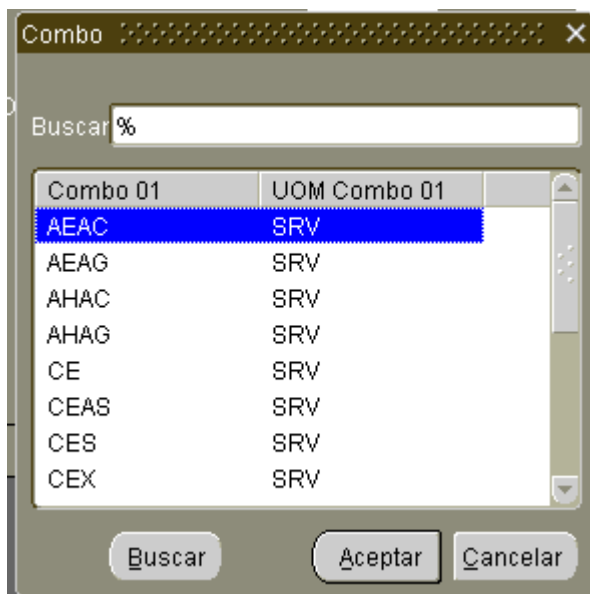 Combo
Buscar %
Combo 01 UOM Combo 01
AEAC SRV
AEAG SRV
AHAC SRV
AHAG SRV
CE SRV
CEAS SRV
CES SRV
CEX SRV
Buscar Aceptar Cancelar